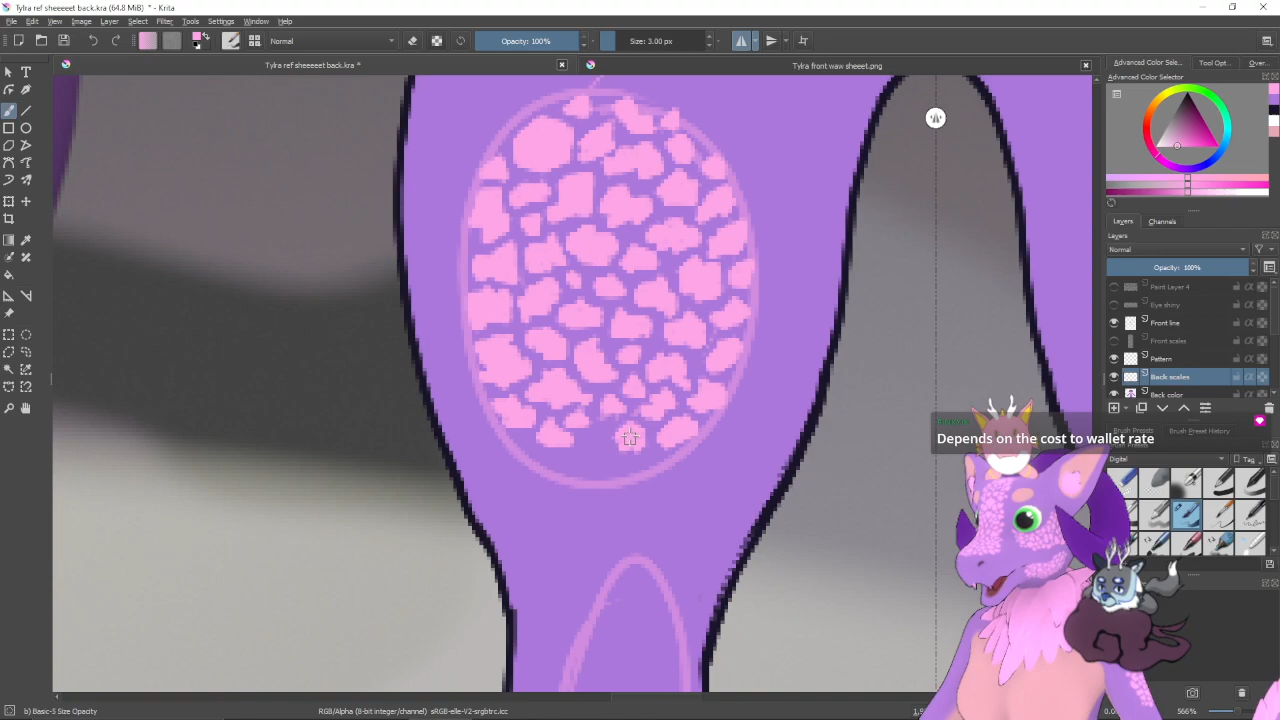 Tylra ref sheeeeet back.kra (64.8 MiB) * - Krita
File Edit View Image Layer Select Filter Tools Settings Window Help
Normal Opacity: 100% Size: 3.00 px
Tylra ref sheeeeet back.kra * Tylra front waw sheeet.png
Advanced Color Sele... Tool Opt... Over...
Advanced Color Selector
Layers Channels
Layers
Normal
Opacity: 100%
Paint Layer 4
Eye shiny
Front line
Front scales
Pattern
Back scales
Back color
Depends on the cost to wallet rate
Brush Presets Brush Preset History
Digital Tag
b) Basic-5 Size Opacity RGB/Alpha (8-bit integer/channel) sRGB-elle-V2-srgbtrc.icc 566%